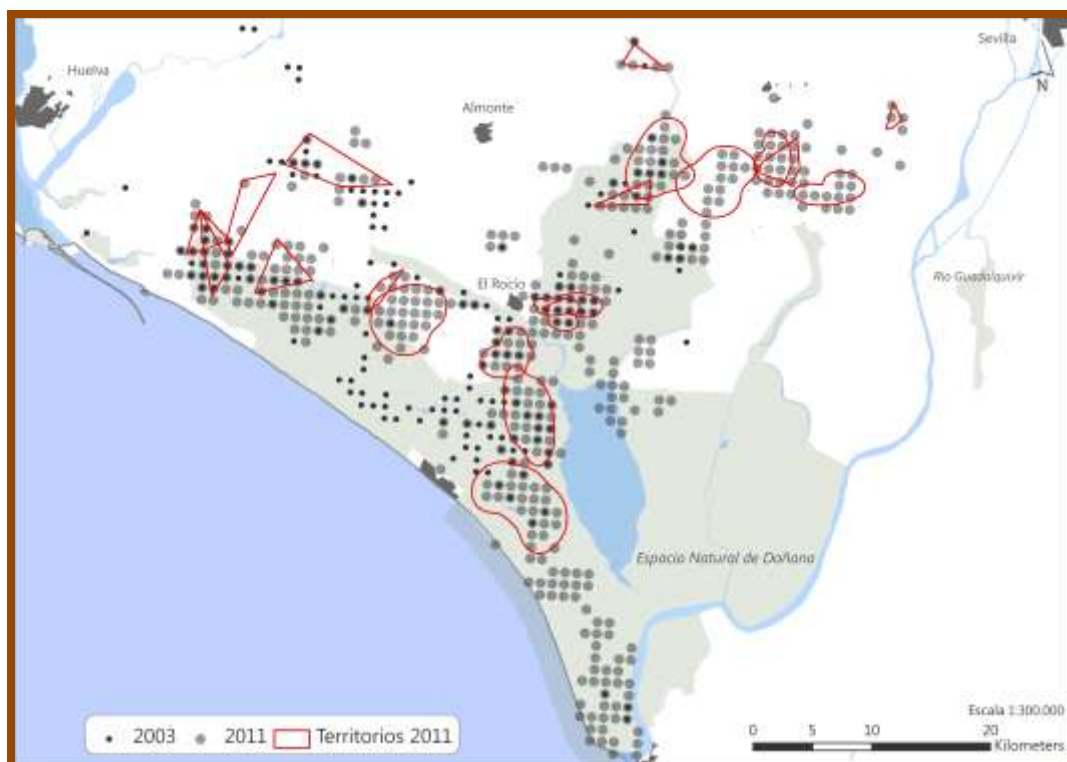 Sevilla
Huelva
N
Almonte
El Rocío
Río Guadalquivir
Espacio Natural de Doñana
Escala 1:300.000
2003
2011
Territorios 2011
0 5 10 20
Kilometers